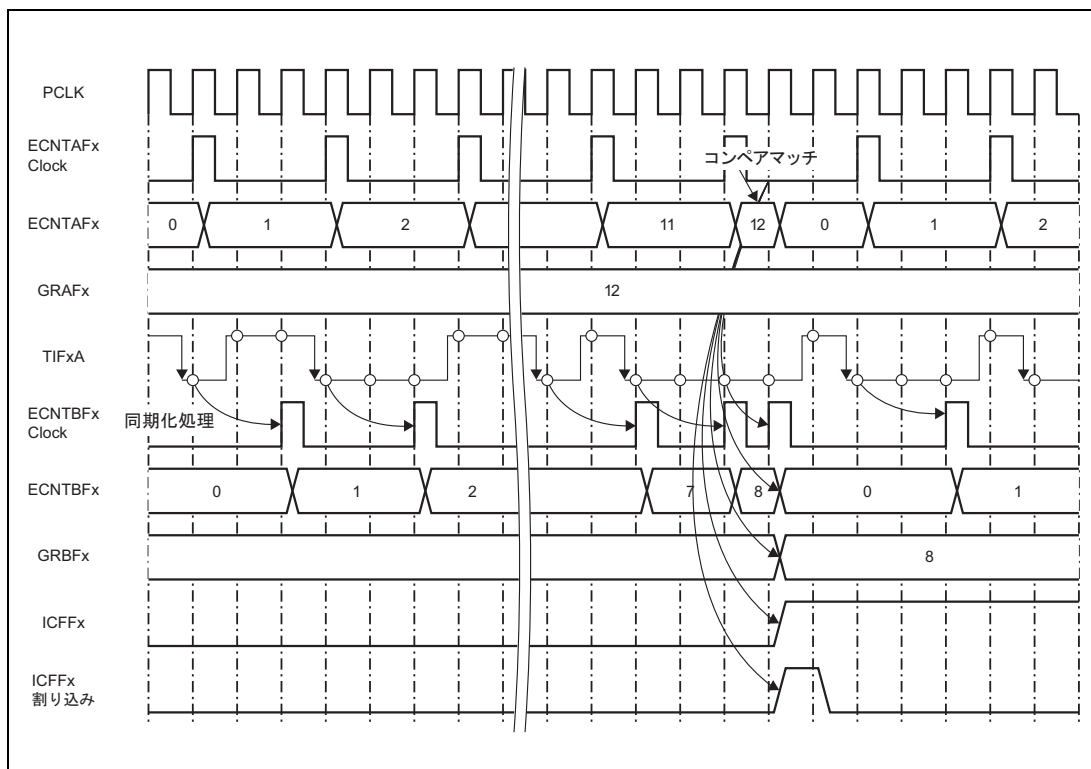 PCLK
ECNTAFx
Clock
コンペアマッチ
ECNTAFx
0
1
2
11
12
0
1
2
GRAFx
12
TIFxA
ECNTBFx
Clock
同期化処理
ECNTBFx
0
1
2
7
8
0
1
GRBFx
8
ICFFx
ICFFx
割り込み